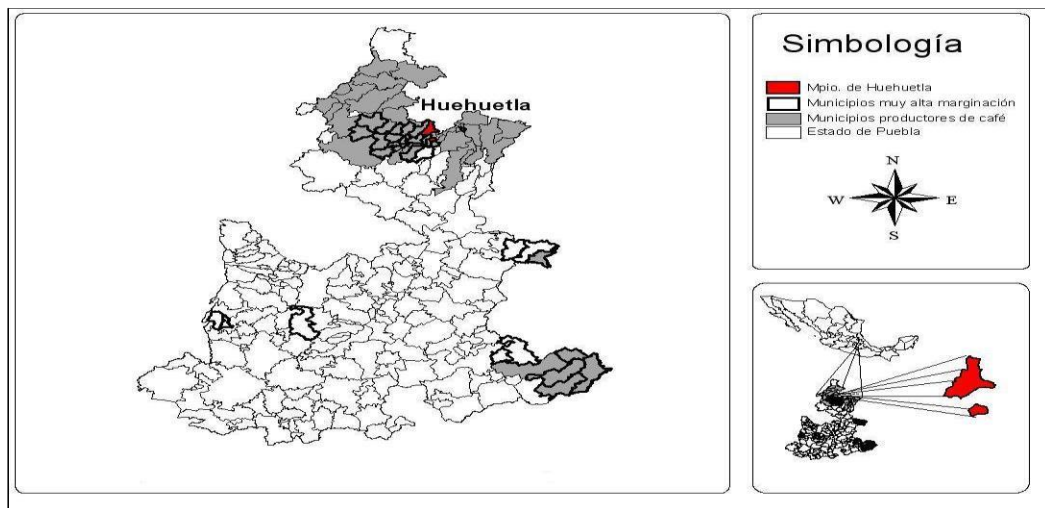 Huehuetla
Simbología
Mpio. de Huehuetla
Municipios muy alta marginación
Municipios productores de café
Estado de Puebla
N
W E
S